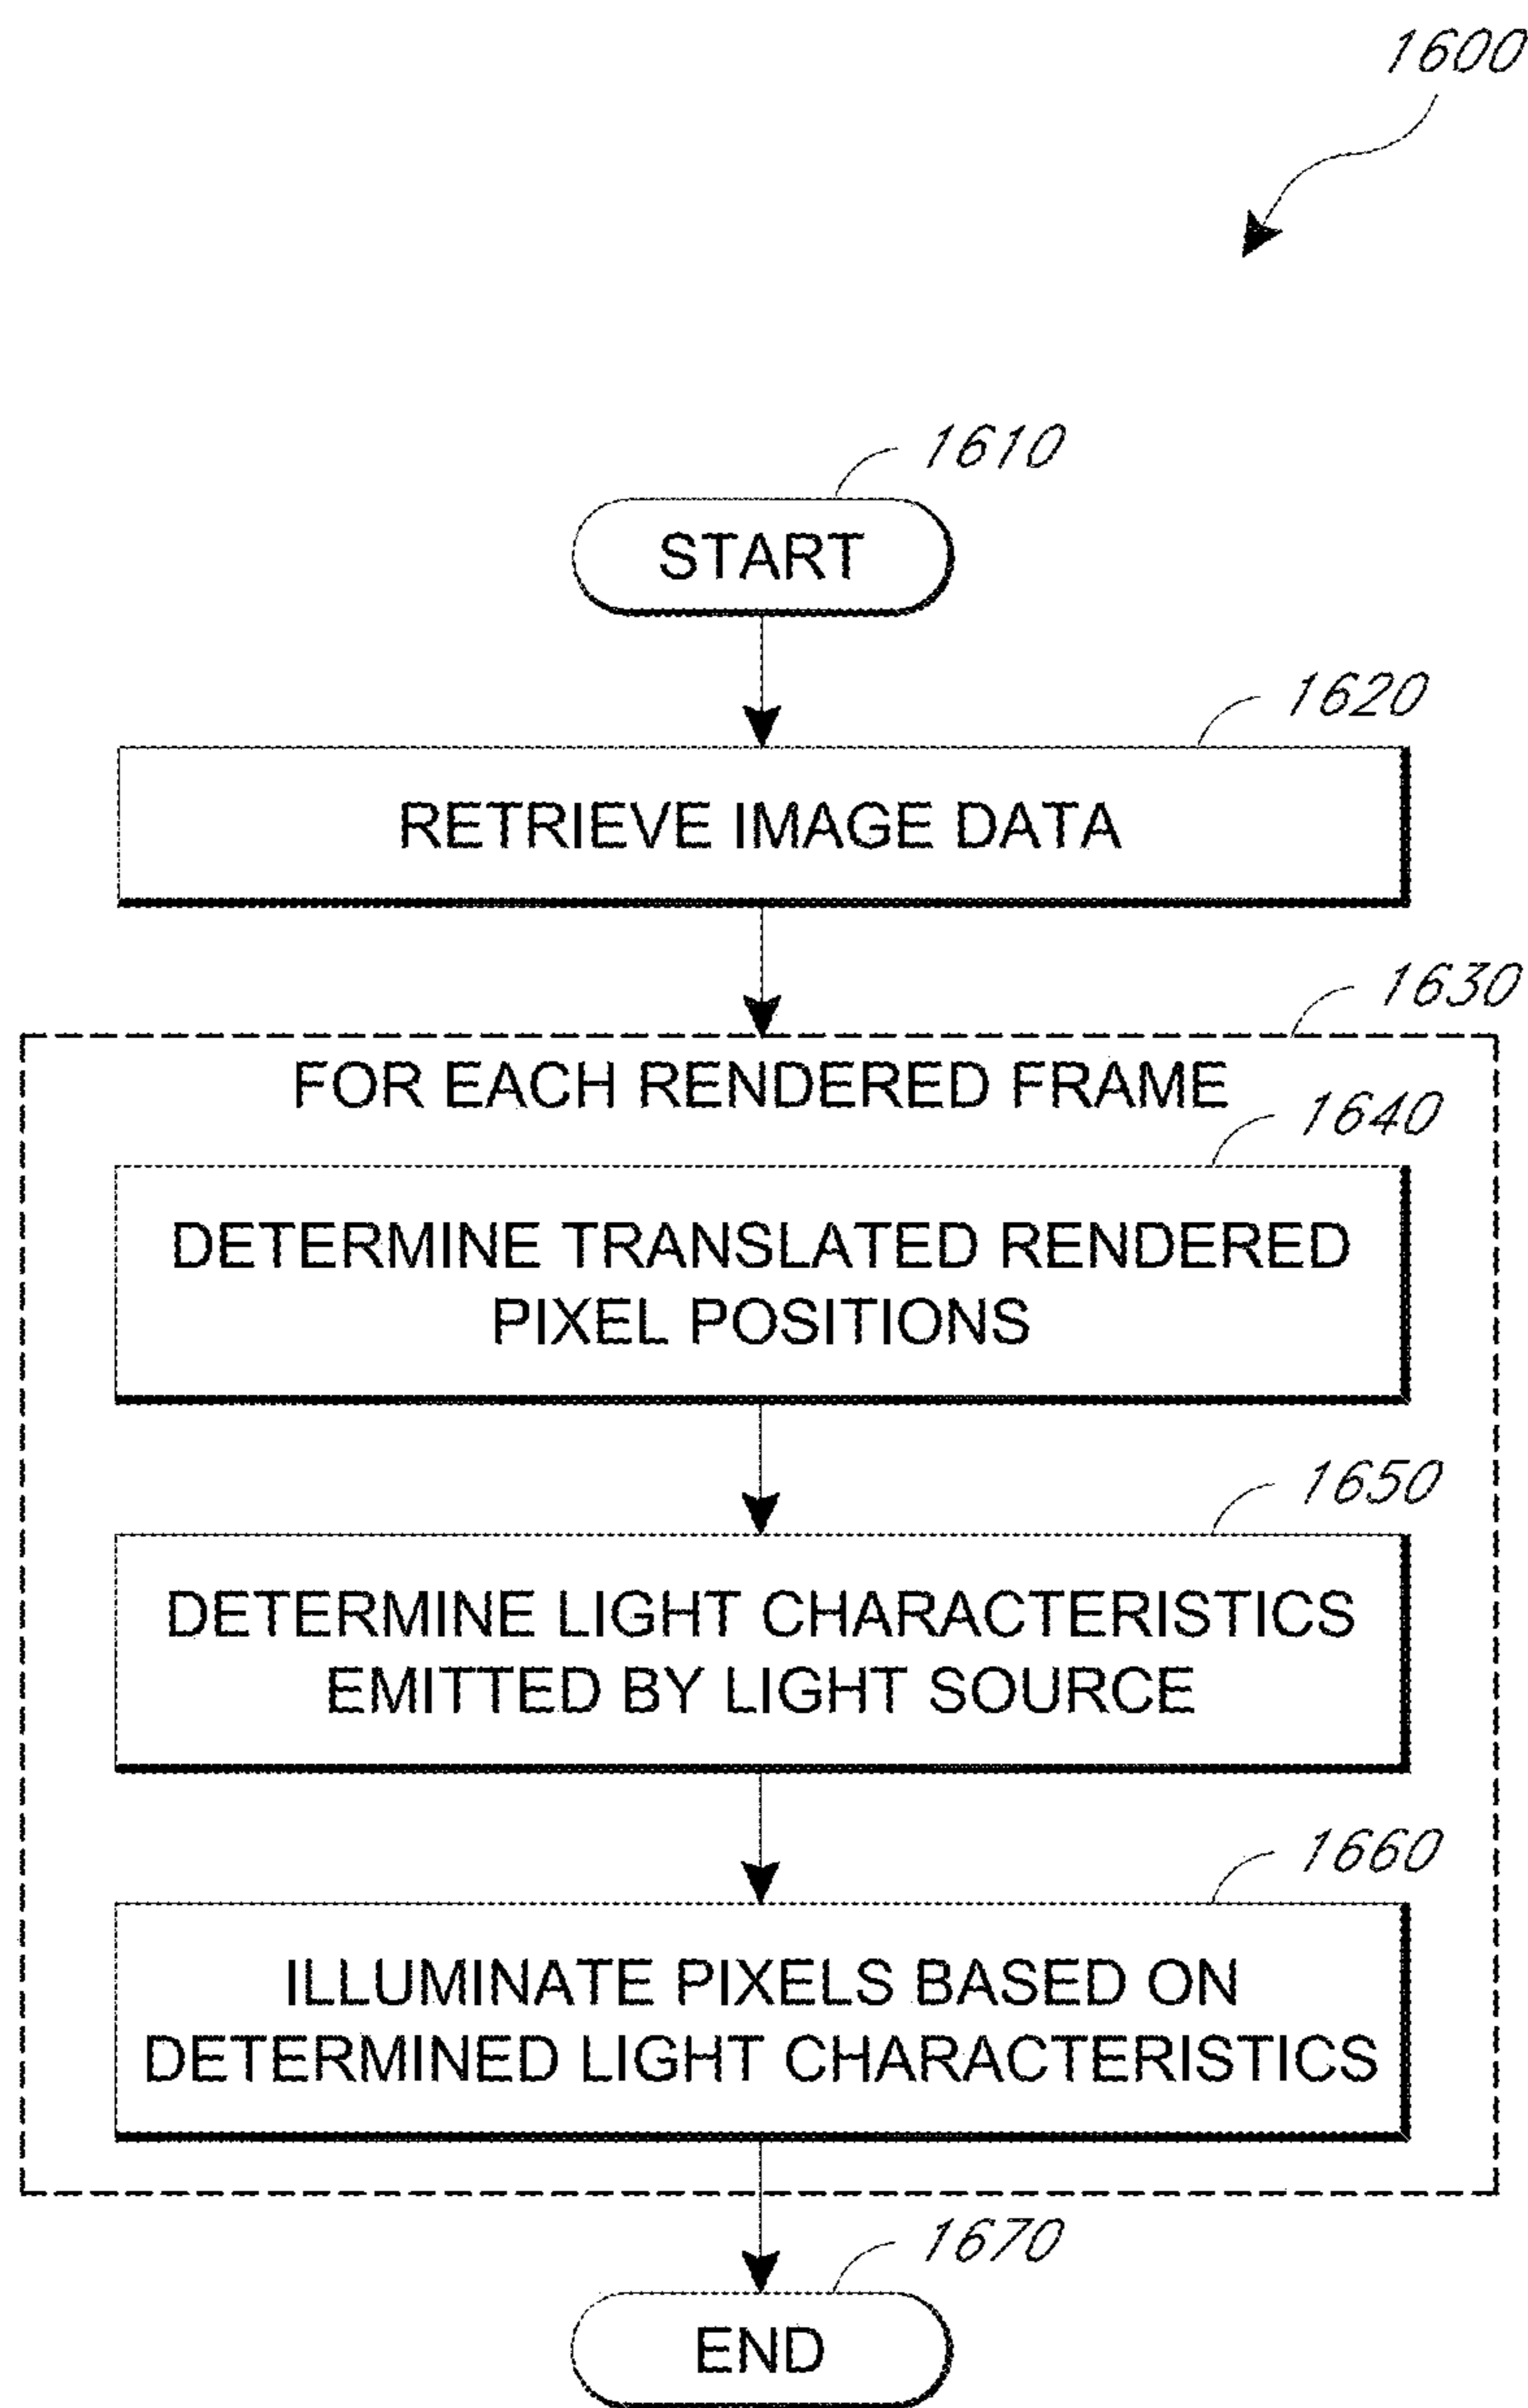 1600
1610
START
1620
RETRIEVE IMAGE DATA
1630
FOR EACH RENDERED FRAME
1640
DETERMINE TRANSLATED RENDERED
PIXEL POSITIONS
1650
DETERMINE LIGHT CHARACTERISTICS
EMITTED BY LIGHT SOURCE
1660
ILLUMINATE PIXELS BASED ON
DETERMINED LIGHT CHARACTERISTICS
1670
END